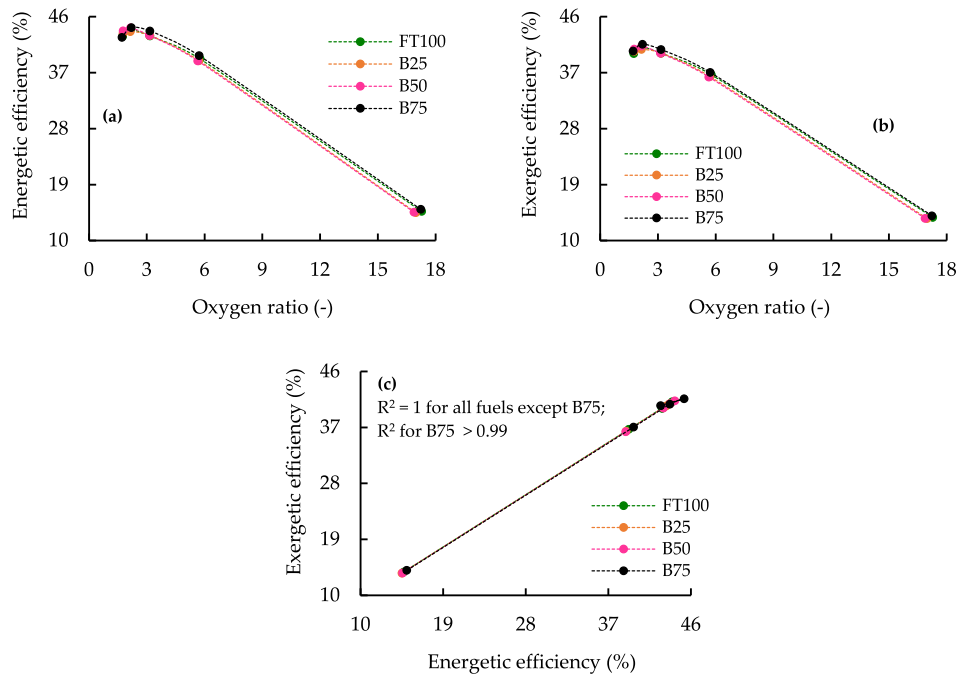 Energetic efficiency (%)
46
37
28
19
10
(a)
FT100
B25
B50
B75
0 3 6 9 12 15 18
Oxygen ratio (-)
Exergetic efficiency (%)
46
37
28
19
10
(b)
FT100
B25
B50
B75
0 3 6 9 12 15 18
Oxygen ratio (-)
Exergetic efficiency (%)
46
37
28
19
10
(c)
R² = 1 for all fuels except B75;
R² for B75 > 0.99
FT100
B25
B50
B75
10 19 28 37 46
Energetic efficiency (%)